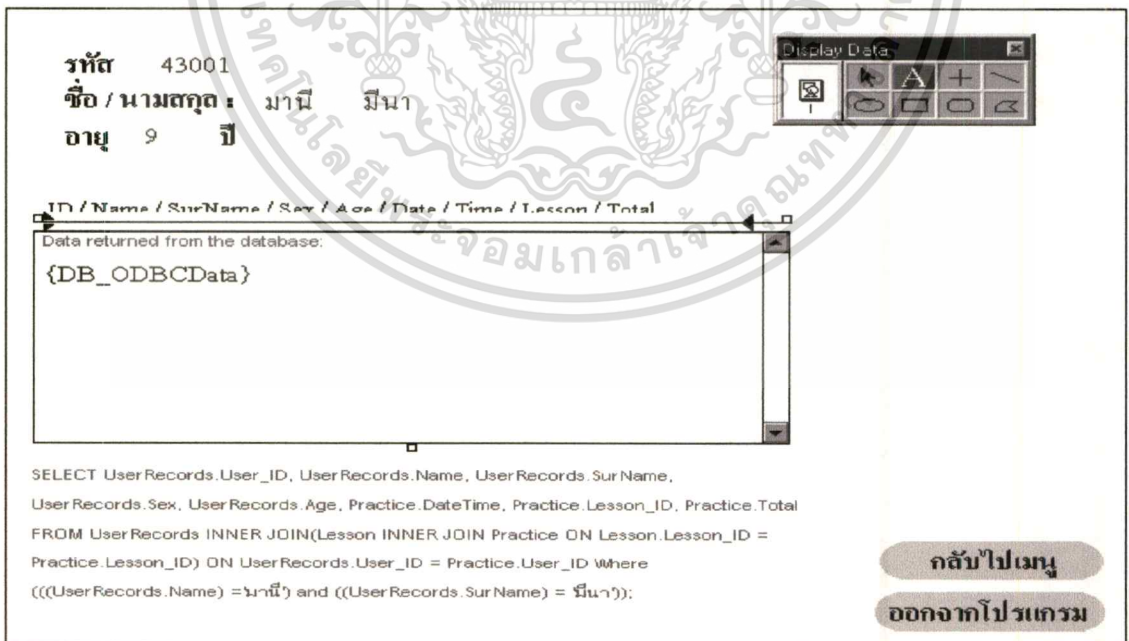 รหัส 43001
ชื่อ / นามสกุล : มานี มีนา
อายุ 9 ปี
Display Data
A
ID / Name / SurName / Sex / Age / Date / Time / Lesson / Total
Data returned from the database:
{DB_ODBCData}
SELECT UserRecords.User_ID, UserRecords.Name, UserRecords.SurName,
UserRecords.Sex, UserRecords.Age, Practice.DateTime, Practice.Lesson_ID, Practice.Total
FROM UserRecords INNER JOIN(Lesson INNER JOIN Practice ON Lesson.Lesson_ID =
Practice.Lesson_ID) ON UserRecords.User_ID = Practice.User_ID Where
(((UserRecords.Name) ='มานี') and ((UserRecords.SurName) = 'มีนา'));
กลับไปเมนู
ออกจากโปรแกรม